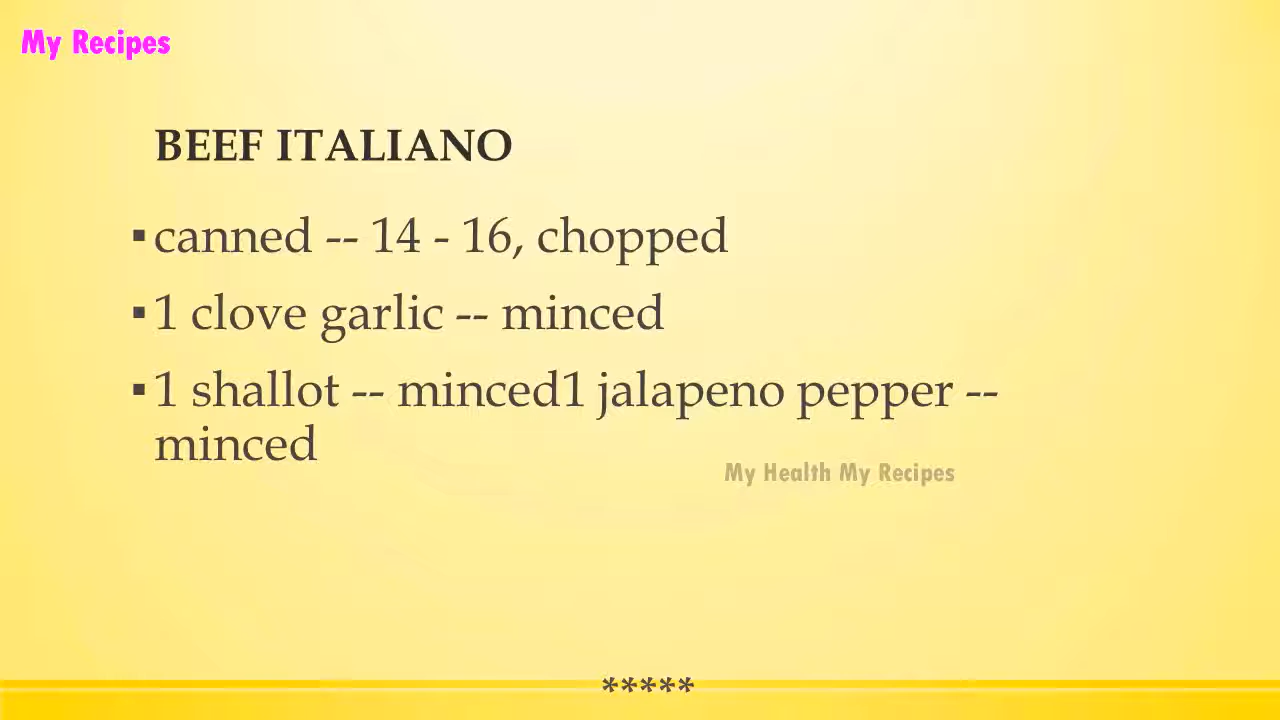 My Recipes
BEEF ITALIANO
▪canned -- 14 - 16, chopped
▪1 clove garlic -- minced
▪1 shallot -- minced1 jalapeno pepper --
minced
My Health My Recipes
*****